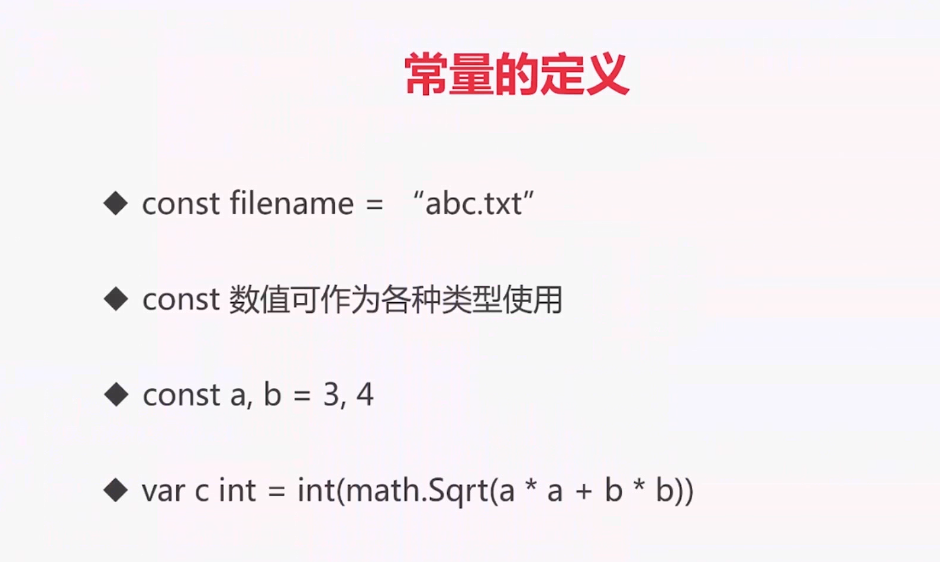 常量的定义
◆ const filename = “abc.txt”
◆ const 数值可作为各种类型使用
◆ const a, b = 3, 4
◆ var c int = int(math.Sqrt(a * a + b * b))